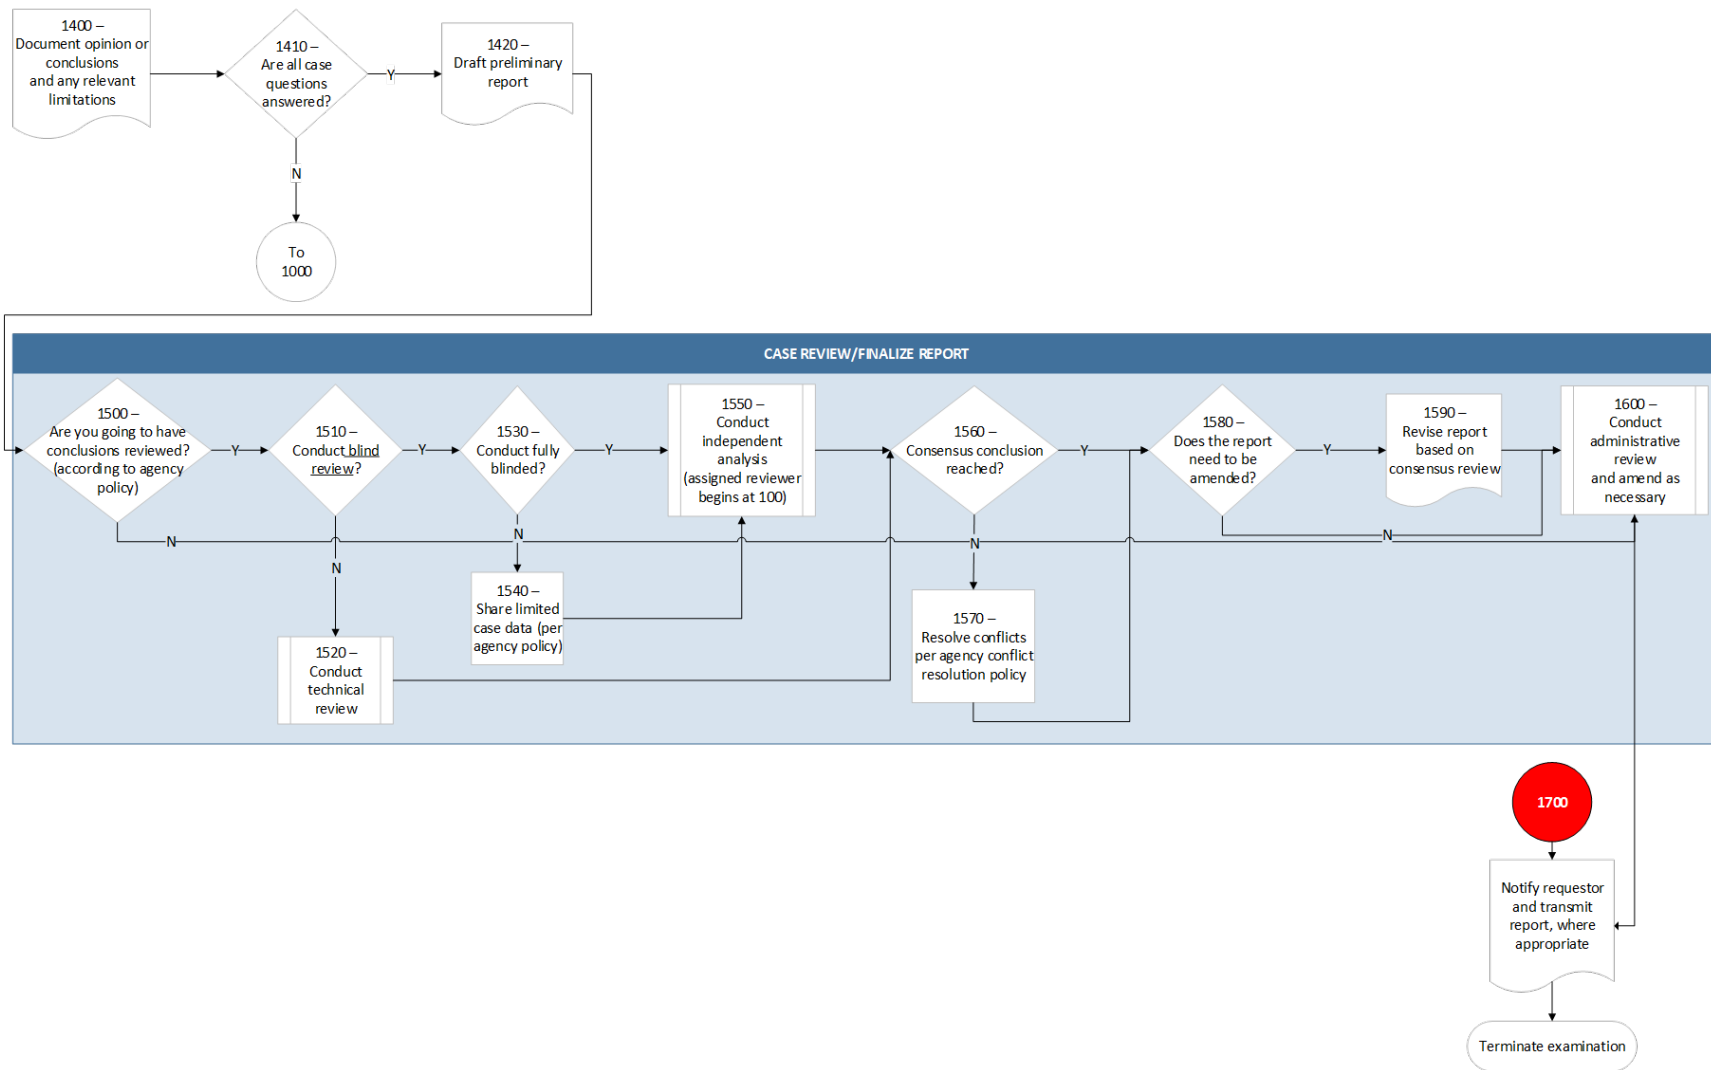 1400 –
Document opinion or
conclusions
and any relevant
limitations
1410 –
Are all case
questions
answered?
Y
1420 –
Draft preliminary
report
N
To
1000
CASE REVIEW/FINALIZE REPORT
1500 –
Are you going to have
conclusions reviewed?
(according to agency
policy)
Y
1510 –
Conduct blind
review?
Y
1530 –
Conduct fully
blinded?
Y
1550 –
Conduct
independent
analysis
(assigned reviewer
begins at 100)
1560 –
Consensus conclusion
reached?
Y
1580 –
Does the report
need to be
amended?
Y
1590 –
Revise report
based on
consensus review
1600 –
Conduct
administrative
review
and amend as
necessary
N
N
N
N
N
1540 –
Share limited
case data (per
agency policy)
1520 –
Conduct
technical
review
1570 –
Resolve conflicts
per agency conflict
resolution policy
1700
Notify requestor
and transmit
report, where
appropriate
Terminate examination